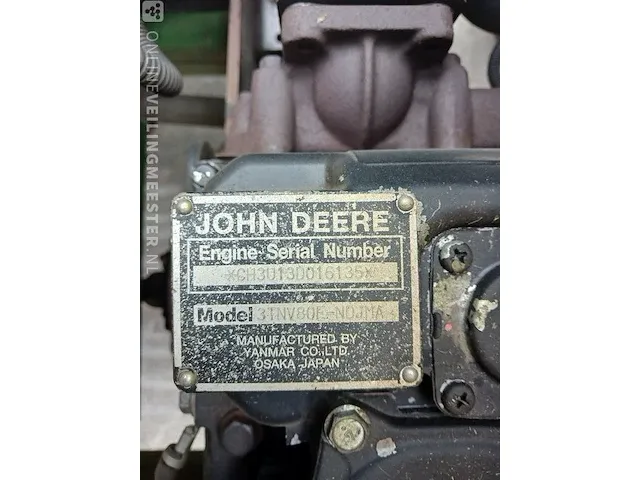 ONLINEVEILINGMEESTER.NL
JOHN DEERE
Engine Serial Number
*CH3013D016135*
Model 3TNV80F-NDJMA
MANUFACTURED BY
YANMAR CO., LTD.
OSAKA JAPAN